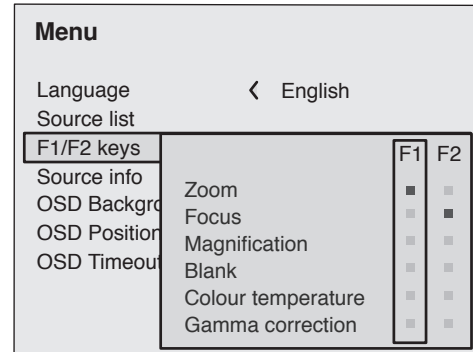 Menu
Language English
Source list
F1/F2 keys
Source info
OSD Backgro
OSD Position
OSD Timeout
F1 F2
Zoom
Focus
Magnification
Blank
Colour temperature
Gamma correction